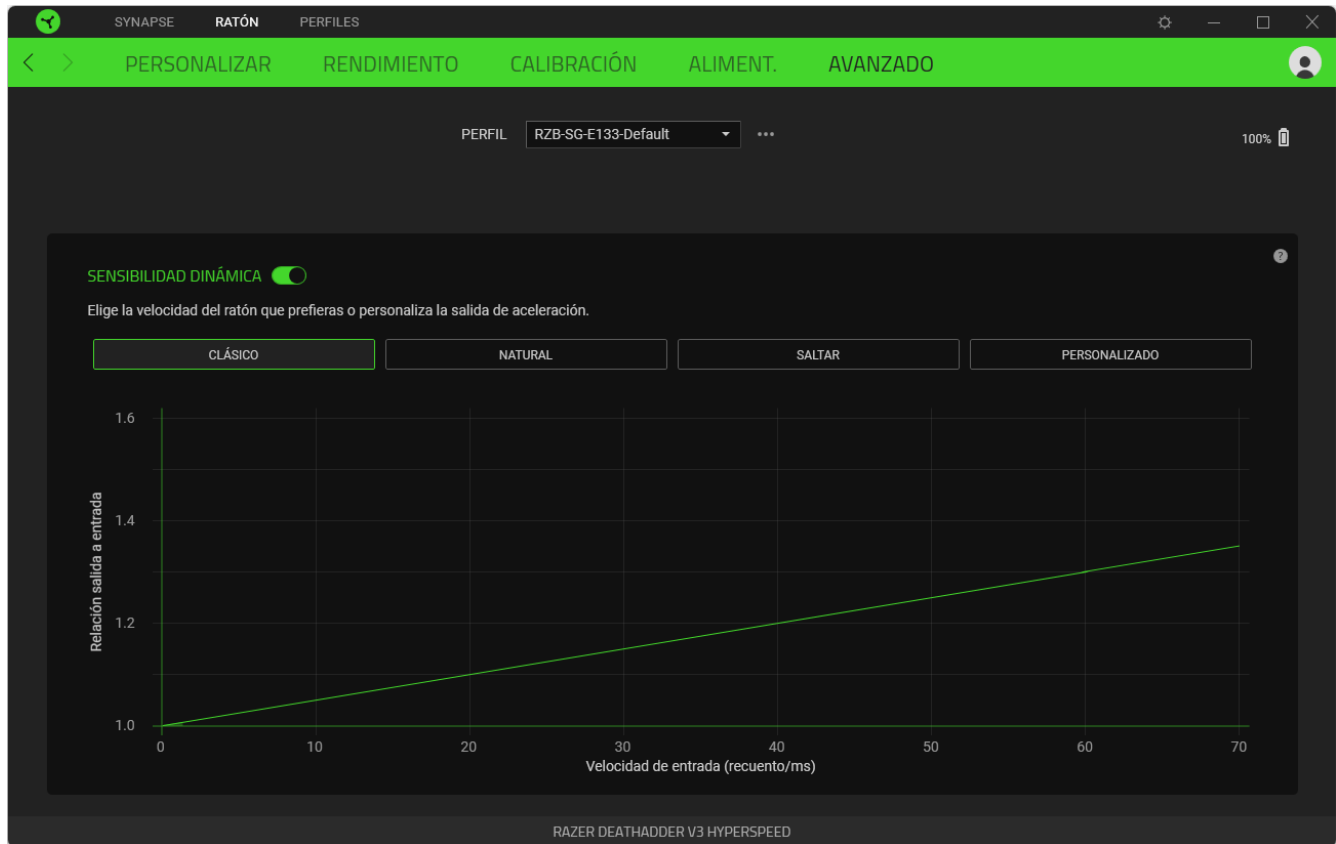 SYNAPSE RATÓN PERFILES
PERSONALIZAR RENDIMIENTO CALIBRACIÓN ALIMENT. AVANZADO
PERFIL RZB-SG-E133-Default
100%
SENSIBILIDAD DINÁMICA
Elige la velocidad del ratón que prefieras o personaliza la salida de aceleración.
CLÁSICO NATURAL SALTAR PERSONALIZADO
Relación salida a entrada
1.6
1.4
1.2
1.0
0 10 20 30 40 50 60 70
Velocidad de entrada (recuento/ms)
RAZER DEATHADDER V3 HYPERSPEED